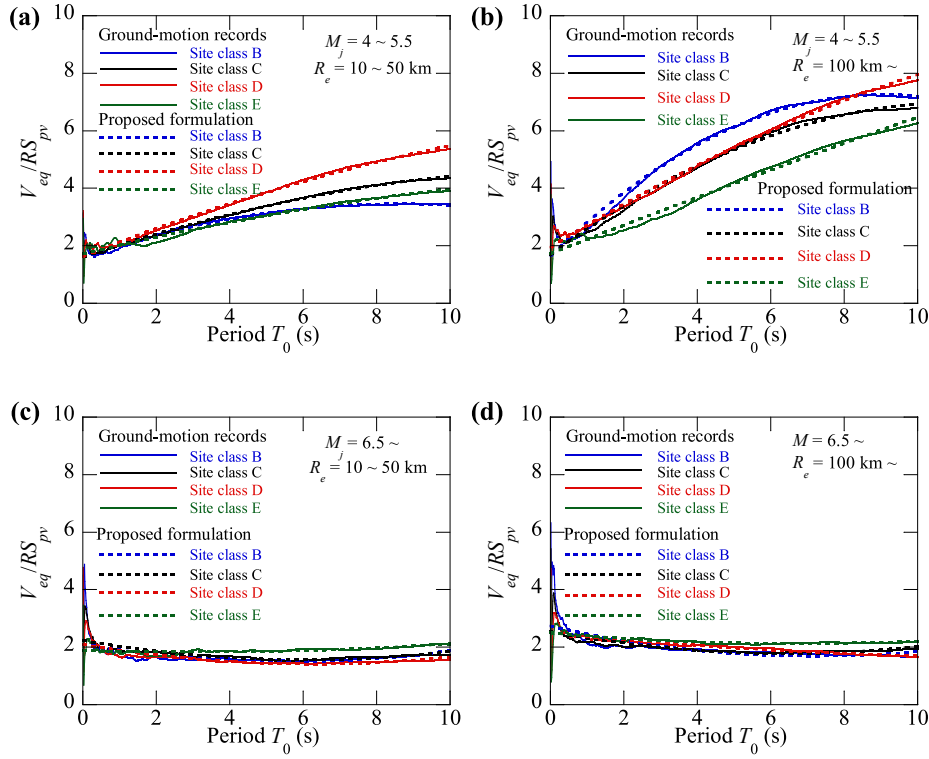 (a)
Ground-motion records
Site class B
Site class C
Site class D
Site class E
Proposed formulation
Site class B
Site class C
Site class D
Site class E
M_j = 4 ~ 5.5
R_e = 10 ~ 50 km
V_eq/RS_pv
10
8
6
4
2
0
0 2 4 6 8 10
Period T_0 (s)
(b)
Ground-motion records
Site class B
Site class C
Site class D
Site class E
M_j = 4 ~ 5.5
R_e = 100 km ~
Proposed formulation
Site class B
Site class C
Site class D
Site class E
V_eq/RS_pv
10
8
6
4
2
0
0 2 4 6 8 10
Period T_0 (s)
(c)
Ground-motion records
Site class B
Site class C
Site class D
Site class E
Proposed formulation
Site class B
Site class C
Site class D
Site class E
M_j = 6.5 ~
R_e = 10 ~ 50 km
V_eq/RS_pv
10
8
6
4
2
0
0 2 4 6 8 10
Period T_0 (s)
(d)
Ground-motion records
Site class B
Site class C
Site class D
Site class E
Proposed formulation
Site class B
Site class C
Site class D
Site class E
M_j = 6.5 ~
R_e = 100 km ~
V_eq/RS_pv
10
8
6
4
2
0
0 2 4 6 8 10
Period T_0 (s)